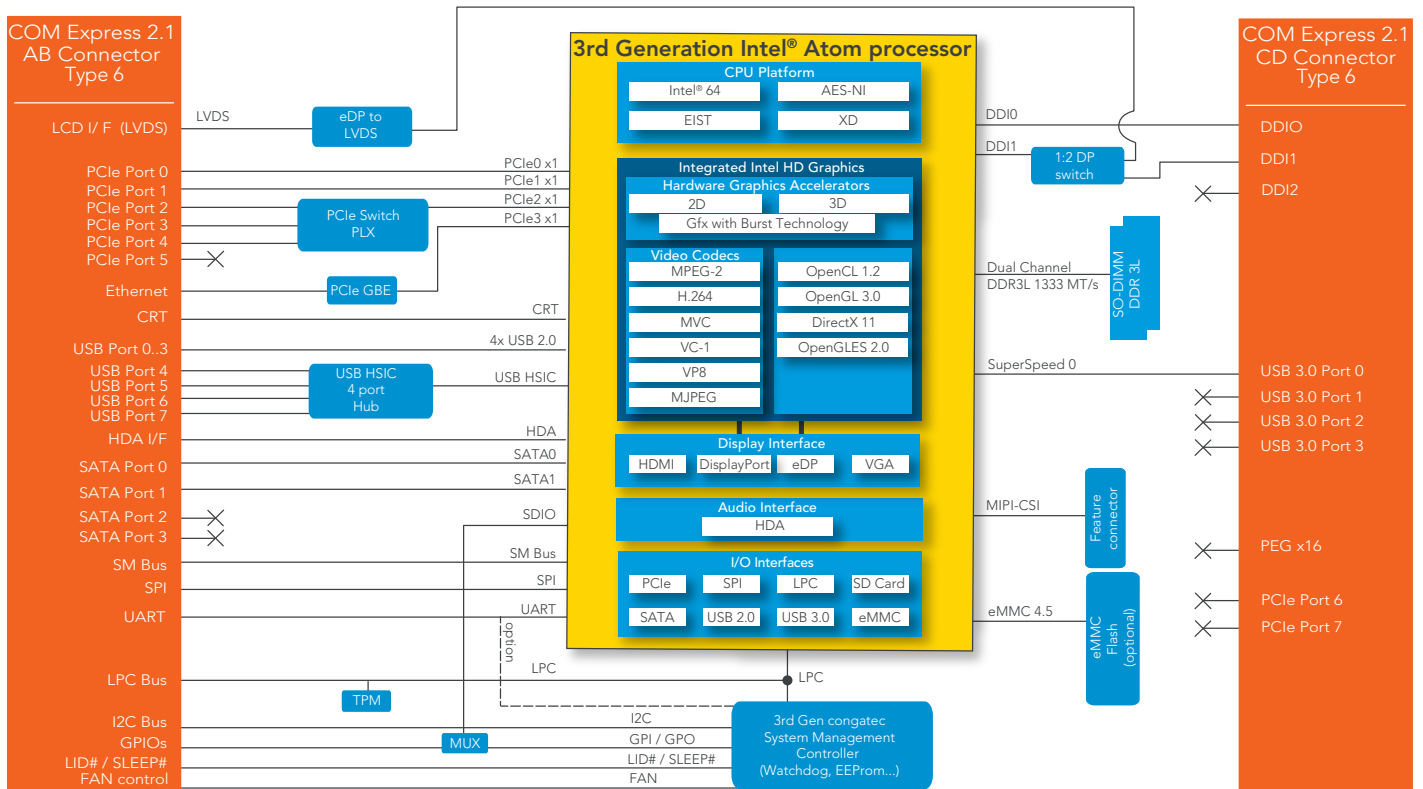 COM Express 2.1
AB Connector
Type 6
LCD I/ F (LVDS)
PCIe Port 0
PCIe Port 1
PCIe Port 2
PCIe Port 3
PCIe Port 4
PCIe Port 5
Ethernet
CRT
USB Port 0..3
USB Port 4
USB Port 5
USB Port 6
USB Port 7
HDA I/F
SATA Port 0
SATA Port 1
SATA Port 2
SATA Port 3
SM Bus
SPI
UART
LPC Bus
I2C Bus
GPIOs
LID# / SLEEP#
FAN control
LVDS
eDP to
LVDS
PCIe Switch
PLX
PCIe GBE
USB HSIC
4 port
Hub
TPM
MUX
PCIe0 x1
PCIe1 x1
PCIe2 x1
PCIe3 x1
CRT
4x USB 2.0
USB HSIC
HDA
SATA0
SATA1
SDIO
SM Bus
SPI
UART
option
LPC
I2C
GPI / GPO
LID# / SLEEP#
FAN
3rd Generation Intel® Atom processor
CPU Platform
Intel® 64
AES-NI
EIST
XD
Integrated Intel HD Graphics
Hardware Graphics Accelerators
2D
3D
Gfx with Burst Technology
Video Codecs
MPEG-2
H.264
MVC
VC-1
VP8
MJPEG
OpenCL 1.2
OpenGL 3.0
DirectX 11
OpenGLES 2.0
Display Interface
HDMI
DisplayPort
eDP
VGA
Audio Interface
HDA
I/O Interfaces
PCIe
SPI
LPC
SD Card
SATA
USB 2.0
USB 3.0
eMMC
LPC
3rd Gen congatec
System Management
Controller
(Watchdog, EEProm...)
DDI0
DDI1
1:2 DP
switch
Dual Channel
DDR3L 1333 MT/s
SO-DIMM
DDR 3L
SuperSpeed 0
MIPI-CSI
Feature
connector
eMMC 4.5
eMMC
Flash
(optional)
COM Express 2.1
CD Connector
Type 6
DDIO
DDI1
DDI2
USB 3.0 Port 0
USB 3.0 Port 1
USB 3.0 Port 2
USB 3.0 Port 3
PEG x16
PCIe Port 6
PCIe Port 7